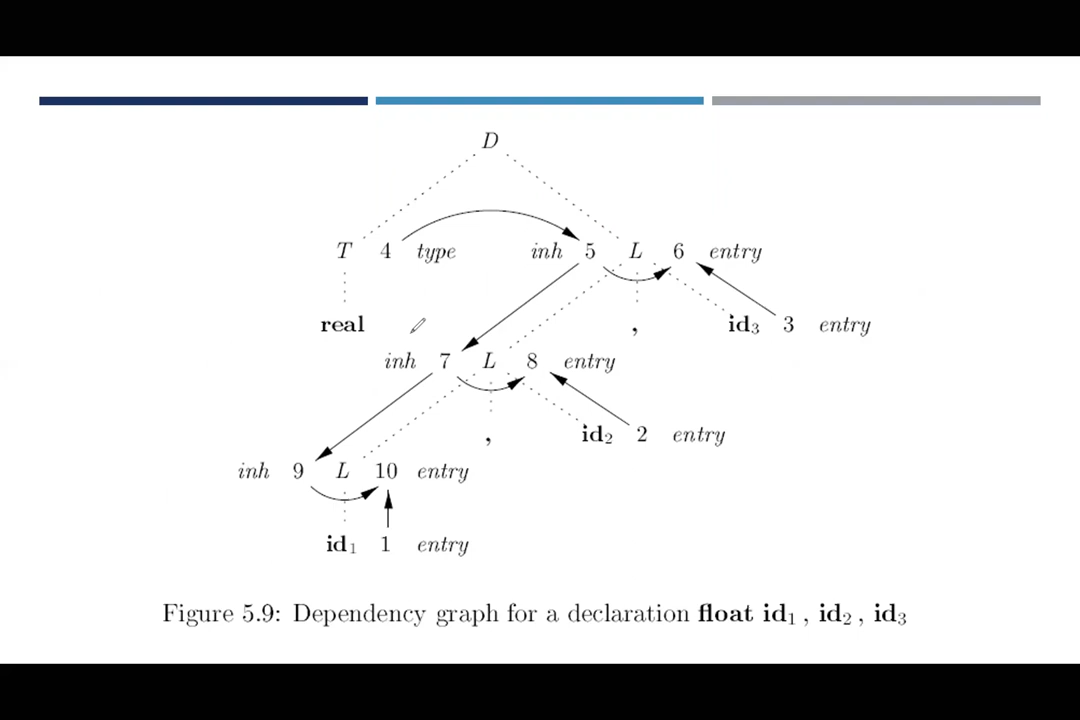 D
T 4 type inh 5 L 6 entry
real , id₃ 3 entry
inh 7 L 8 entry
, id₂ 2 entry
inh 9 L 10 entry
id₁ 1 entry
Figure 5.9: Dependency graph for a declaration float id₁ , id₂ , id₃